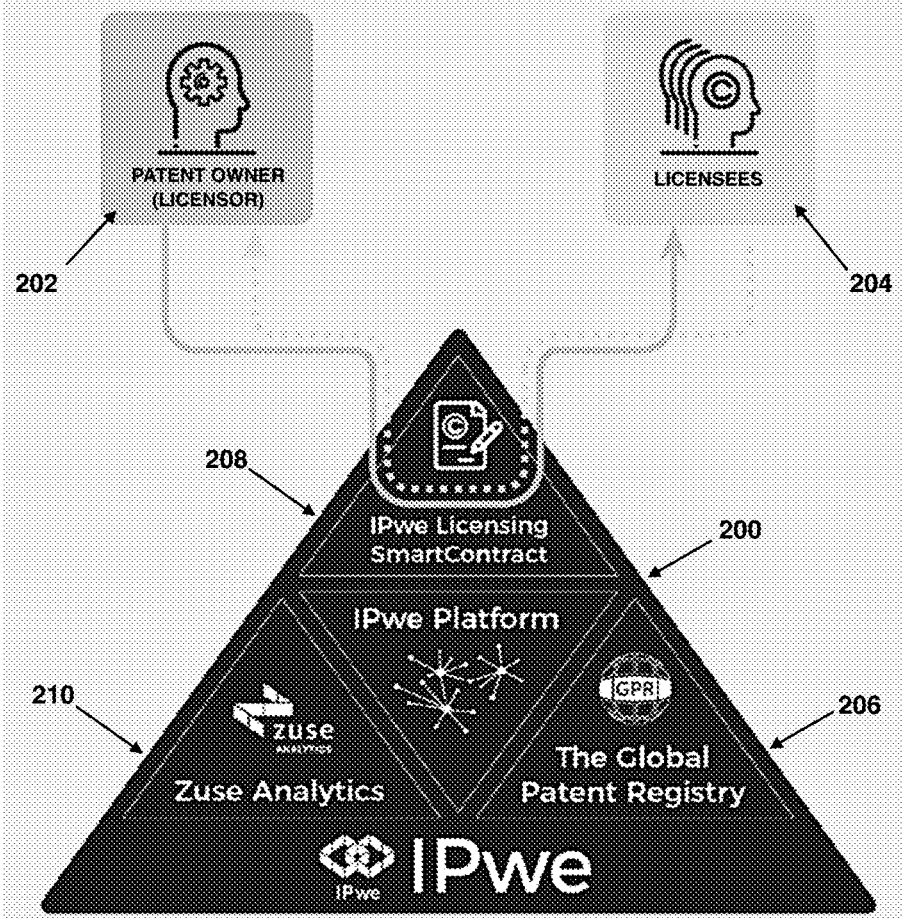 PATENT OWNER
(LICENSOR)
LICENSEES
202
204
208
IPwe Licensing
SmartContract
200
IPwe Platform
210
zuse
ANALYTICS
GPR
206
Zuse Analytics
The Global
Patent Registry
IPwe
IPwe